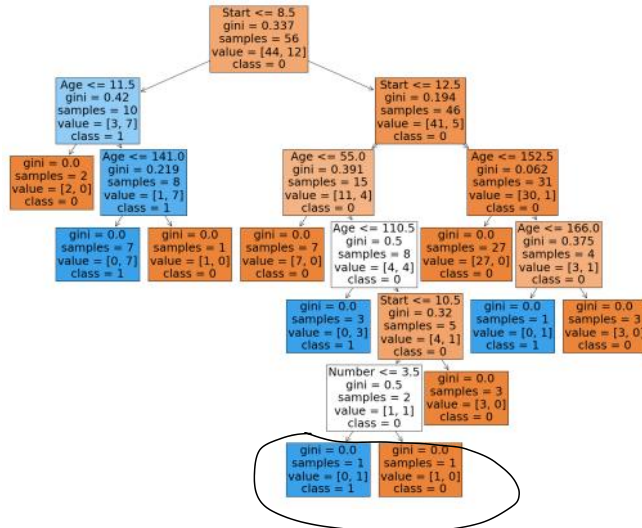 Start <= 8.5
gini = 0.337
samples = 56
value = [44, 12]
class = 0
Age <= 11.5
gini = 0.42
samples = 10
value = [3, 7]
class = 1
Start <= 12.5
gini = 0.194
samples = 46
value = [41, 5]
class = 0
gini = 0.0
samples = 2
value = [2, 0]
class = 0
Age <= 141.0
gini = 0.219
samples = 8
value = [1, 7]
class = 1
Age <= 55.0
gini = 0.391
samples = 15
value = [11, 4]
class = 0
Age <= 152.5
gini = 0.062
samples = 31
value = [30, 1]
class = 0
gini = 0.0
samples = 7
value = [0, 7]
class = 1
gini = 0.0
samples = 1
value = [1, 0]
class = 0
gini = 0.0
samples = 7
value = [7, 0]
class = 0
Age <= 110.5
gini = 0.5
samples = 8
value = [4, 4]
class = 0
gini = 0.0
samples = 27
value = [27, 0]
class = 0
Age <= 166.0
gini = 0.375
samples = 4
value = [3, 1]
class = 0
gini = 0.0
samples = 3
value = [0, 3]
class = 1
Start <= 10.5
gini = 0.32
samples = 5
value = [4, 1]
class = 0
gini = 0.0
samples = 1
value = [0, 1]
class = 1
gini = 0.0
samples = 3
value = [3, 0]
class = 0
Number <= 3.5
gini = 0.5
samples = 2
value = [1, 1]
class = 0
gini = 0.0
samples = 3
value = [3, 0]
class = 0
gini = 0.0
samples = 1
value = [0, 1]
class = 1
gini = 0.0
samples = 1
value = [1, 0]
class = 0